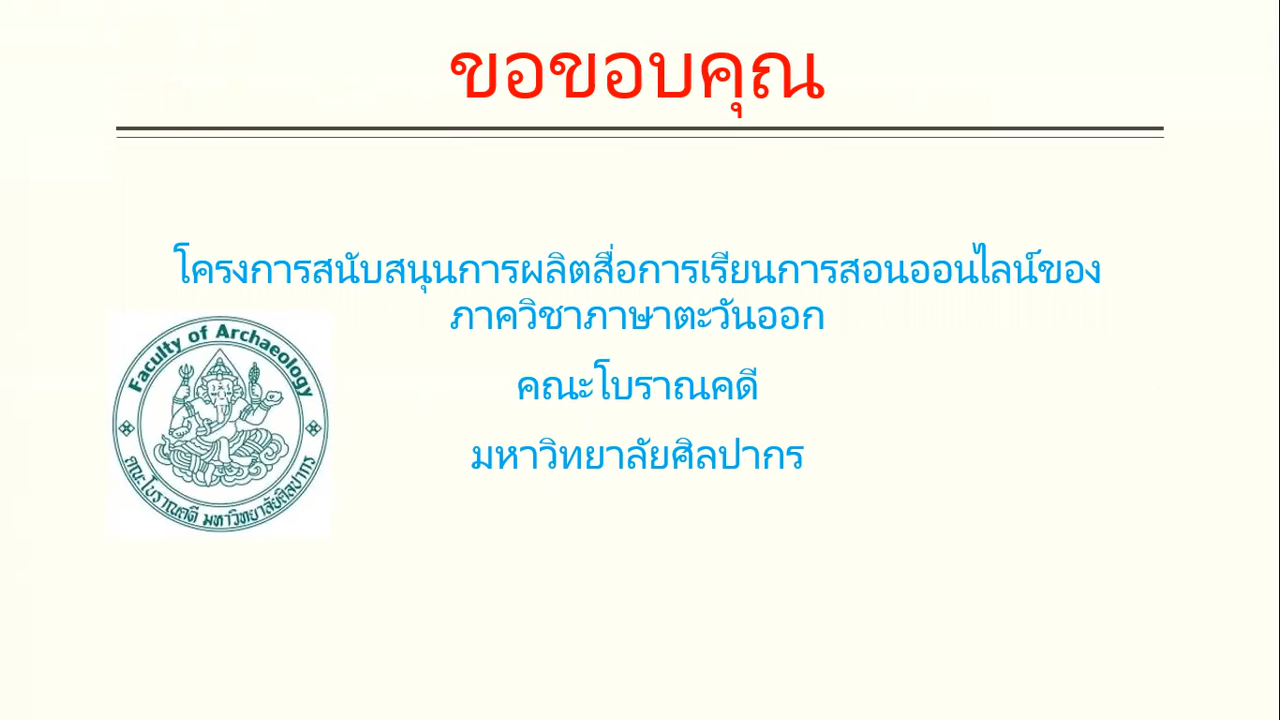 ขอขอบคุณ
โครงการสนับสนุนการผลิตสื่อการเรียนการสอนออนไลน์ของ
ภาควิชาภาษาตะวันออก
คณะโบราณคดี
มหาวิทยาลัยศิลปากร
Faculty of Archaeology
คณะโบราณคดี มหาวิทยาลัยศิลปากร